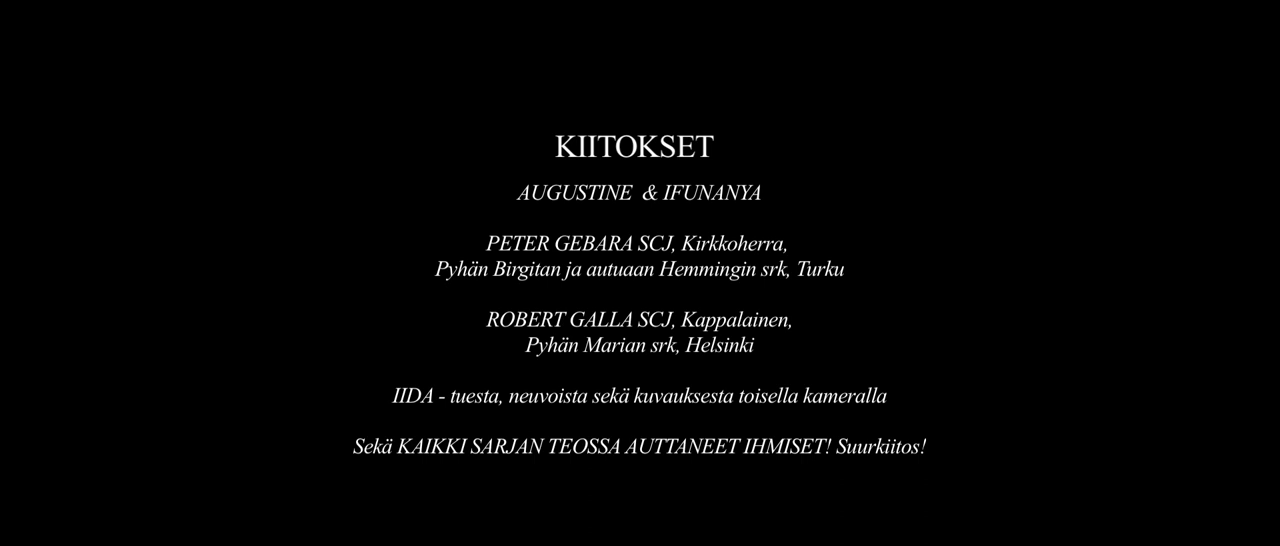 KIITOKSET
AUGUSTINE & IFUNANYA
PETER GEBARA SCJ, Kirkkoherra,
Pyhän Birgitan ja autuaan Hemmingin srk, Turku
ROBERT GALLA SCJ, Kappalainen,
Pyhän Marian srk, Helsinki
IIDA - tuesta, neuvoista sekä kuvauksesta toisella kameralla
Sekä KAIKKI SARJAN TEOSSA AUTTANEET IHMISET! Suurkiitos!